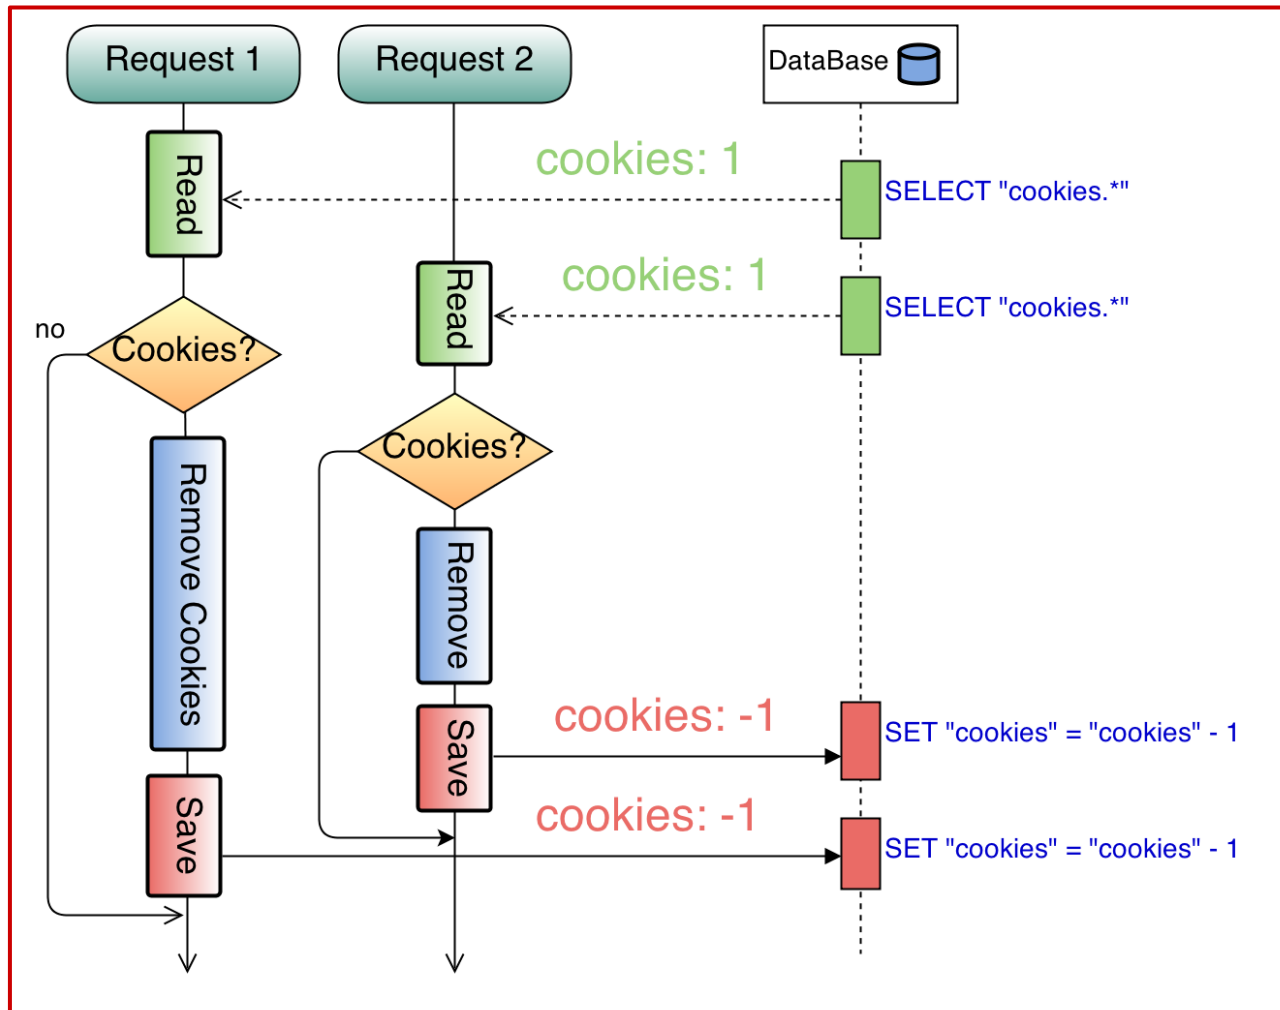 Request 1
Request 2
DataBase
Read
cookies: 1
SELECT "cookies.*"
Read
cookies: 1
SELECT "cookies.*"
no
Cookies?
Cookies?
Remove Cookies
Remove
Save
cookies: -1
SET "cookies" = "cookies" - 1
Save
cookies: -1
SET "cookies" = "cookies" - 1